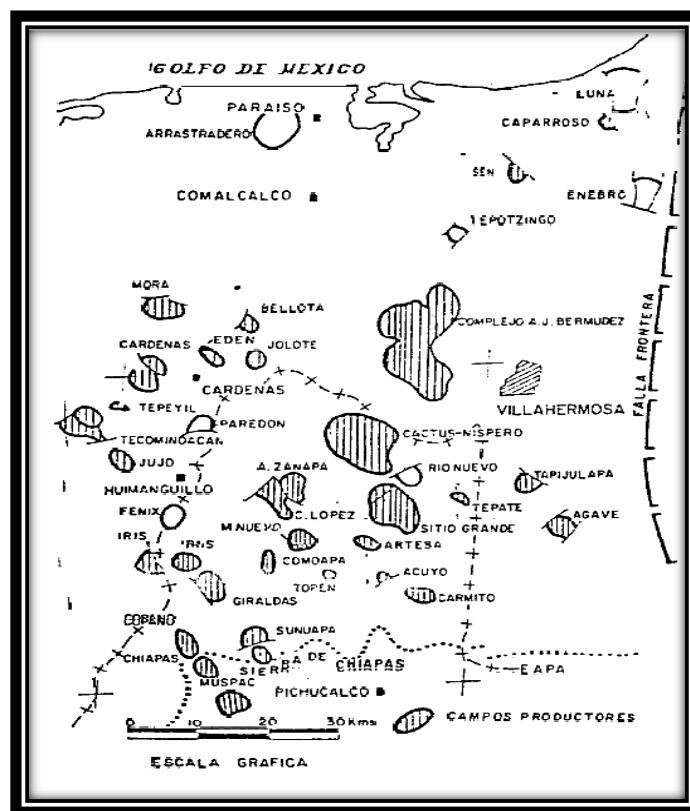 GOLFO DE MEXICO
LUNA
PARAISO
CAPARROSO
ARRASTRADERO
SEN
COMALCALCO
ENEBRO
TEPOTZINGO
MORA
BELLOTA
COMPLEJO A.J. BERMUDEZ
FALLA FRONTERA
CARDENAS
EDEN
JOLOTE
CARDENAS
TEPEYIL
VILLAHERMOSA
PAREDON
CACTUS-NISPERO
TECOMINOACAN
JUJO
A. ZANAPA
RIO NUEVO
TAPIJULAPA
HUIMANGUILLO
TEPATE
FENIX
C. LOPEZ
AGAVE
M.NUEVO
SITIO GRANDE
IRIS
ARTESA
COMOAPA
TOPEN
ACUYO
GIRALDAS
CARMITO
SUNUAPA
CHIAPAS
SIERRA DE CHIAPAS
EAPA
MUSPAC
PICHUCALCO
0 10 20 30 Kms
CAMPOS PRODUCTORES
ESCALA GRAFICA